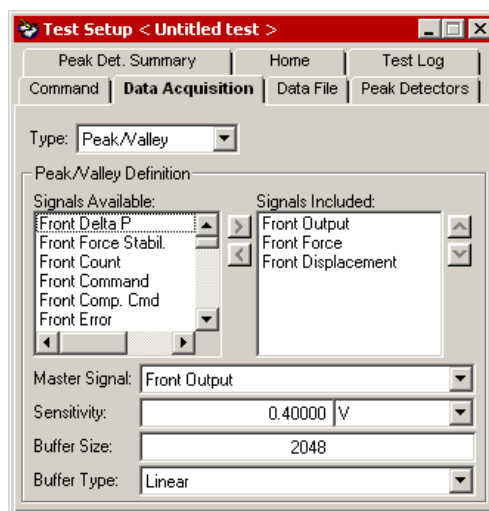 Test Setup < Untitled test >
Peak Det. Summary Home Test Log
Command Data Acquisition Data File Peak Detectors
Type: Peak/Valley
Peak/Valley Definition
Signals Available: Signals Included:
Front Delta P Front Output
Front Force Stabil. Front Force
Front Count Front Displacement
Front Command
Front Comp. Cmd
Front Error
Master Signal: Front Output
Sensitivity: 0.40000 V
Buffer Size: 2048
Buffer Type: Linear